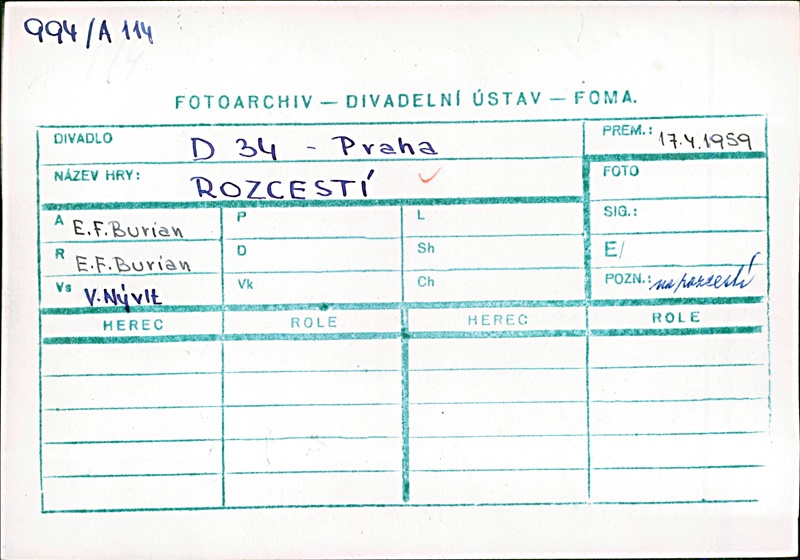 994/A 114
FOTOARCHIV — DIVADELNÍ ÚSTAV — FOMA.
DIVADLO D 34 - Praha
PREM.: 17.4.1959
NÁZEV HRY: ROZCESTÍ
FOTO
A E.F. Burian P L SIG.:
R E.F. Burian D Sh E/
Vs V. Nývlt Vk Ch POZN.: na rozcestí
HEREC ROLE HEREC ROLE